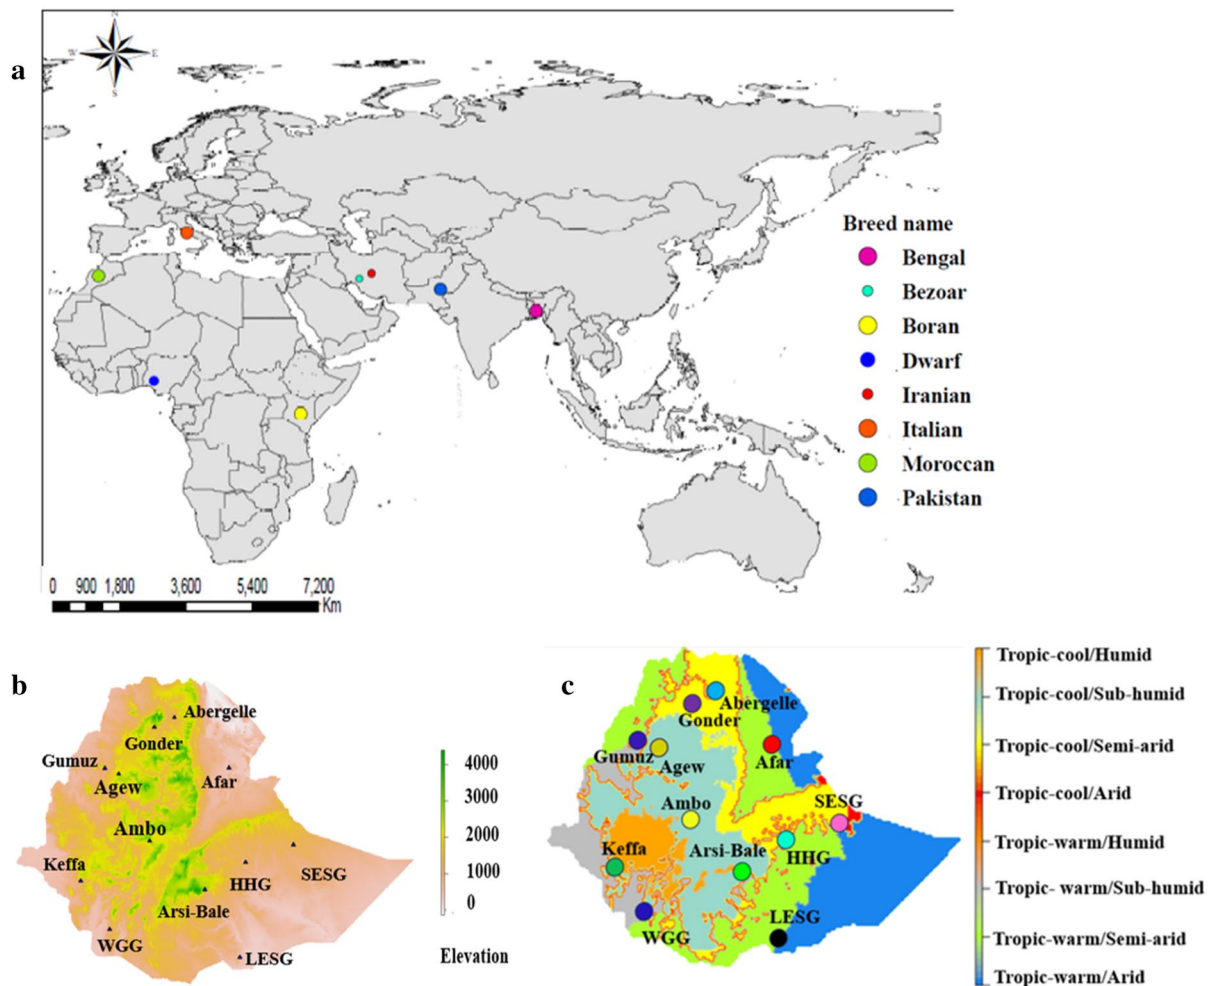 a
N
W
E
S
Breed name
Bengal
Bezoar
Boran
Dwarf
Iranian
Italian
Moroccan
Pakistan
0 900 1,800 3,600 5,400 7,200
Km
b
Abergelle
Gonder
Gumuz
Agew
Afar
Ambo
Keffa
HHG
SESG
Arsi-Bale
WGG
LESG
4000
3000
2000
1000
0
Elevation
c
Abergelle
Gonder
Gumuz
Agew
Afar
Ambo
SESG
Keffa
Arsi-Bale
HHG
LESG
WGG
Tropic-cool/Humid
Tropic-cool/Sub-humid
Tropic-cool/Semi-arid
Tropic-cool/Arid
Tropic-warm/Humid
Tropic- warm/Sub-humid
Tropic-warm/Semi-arid
Tropic-warm/Arid